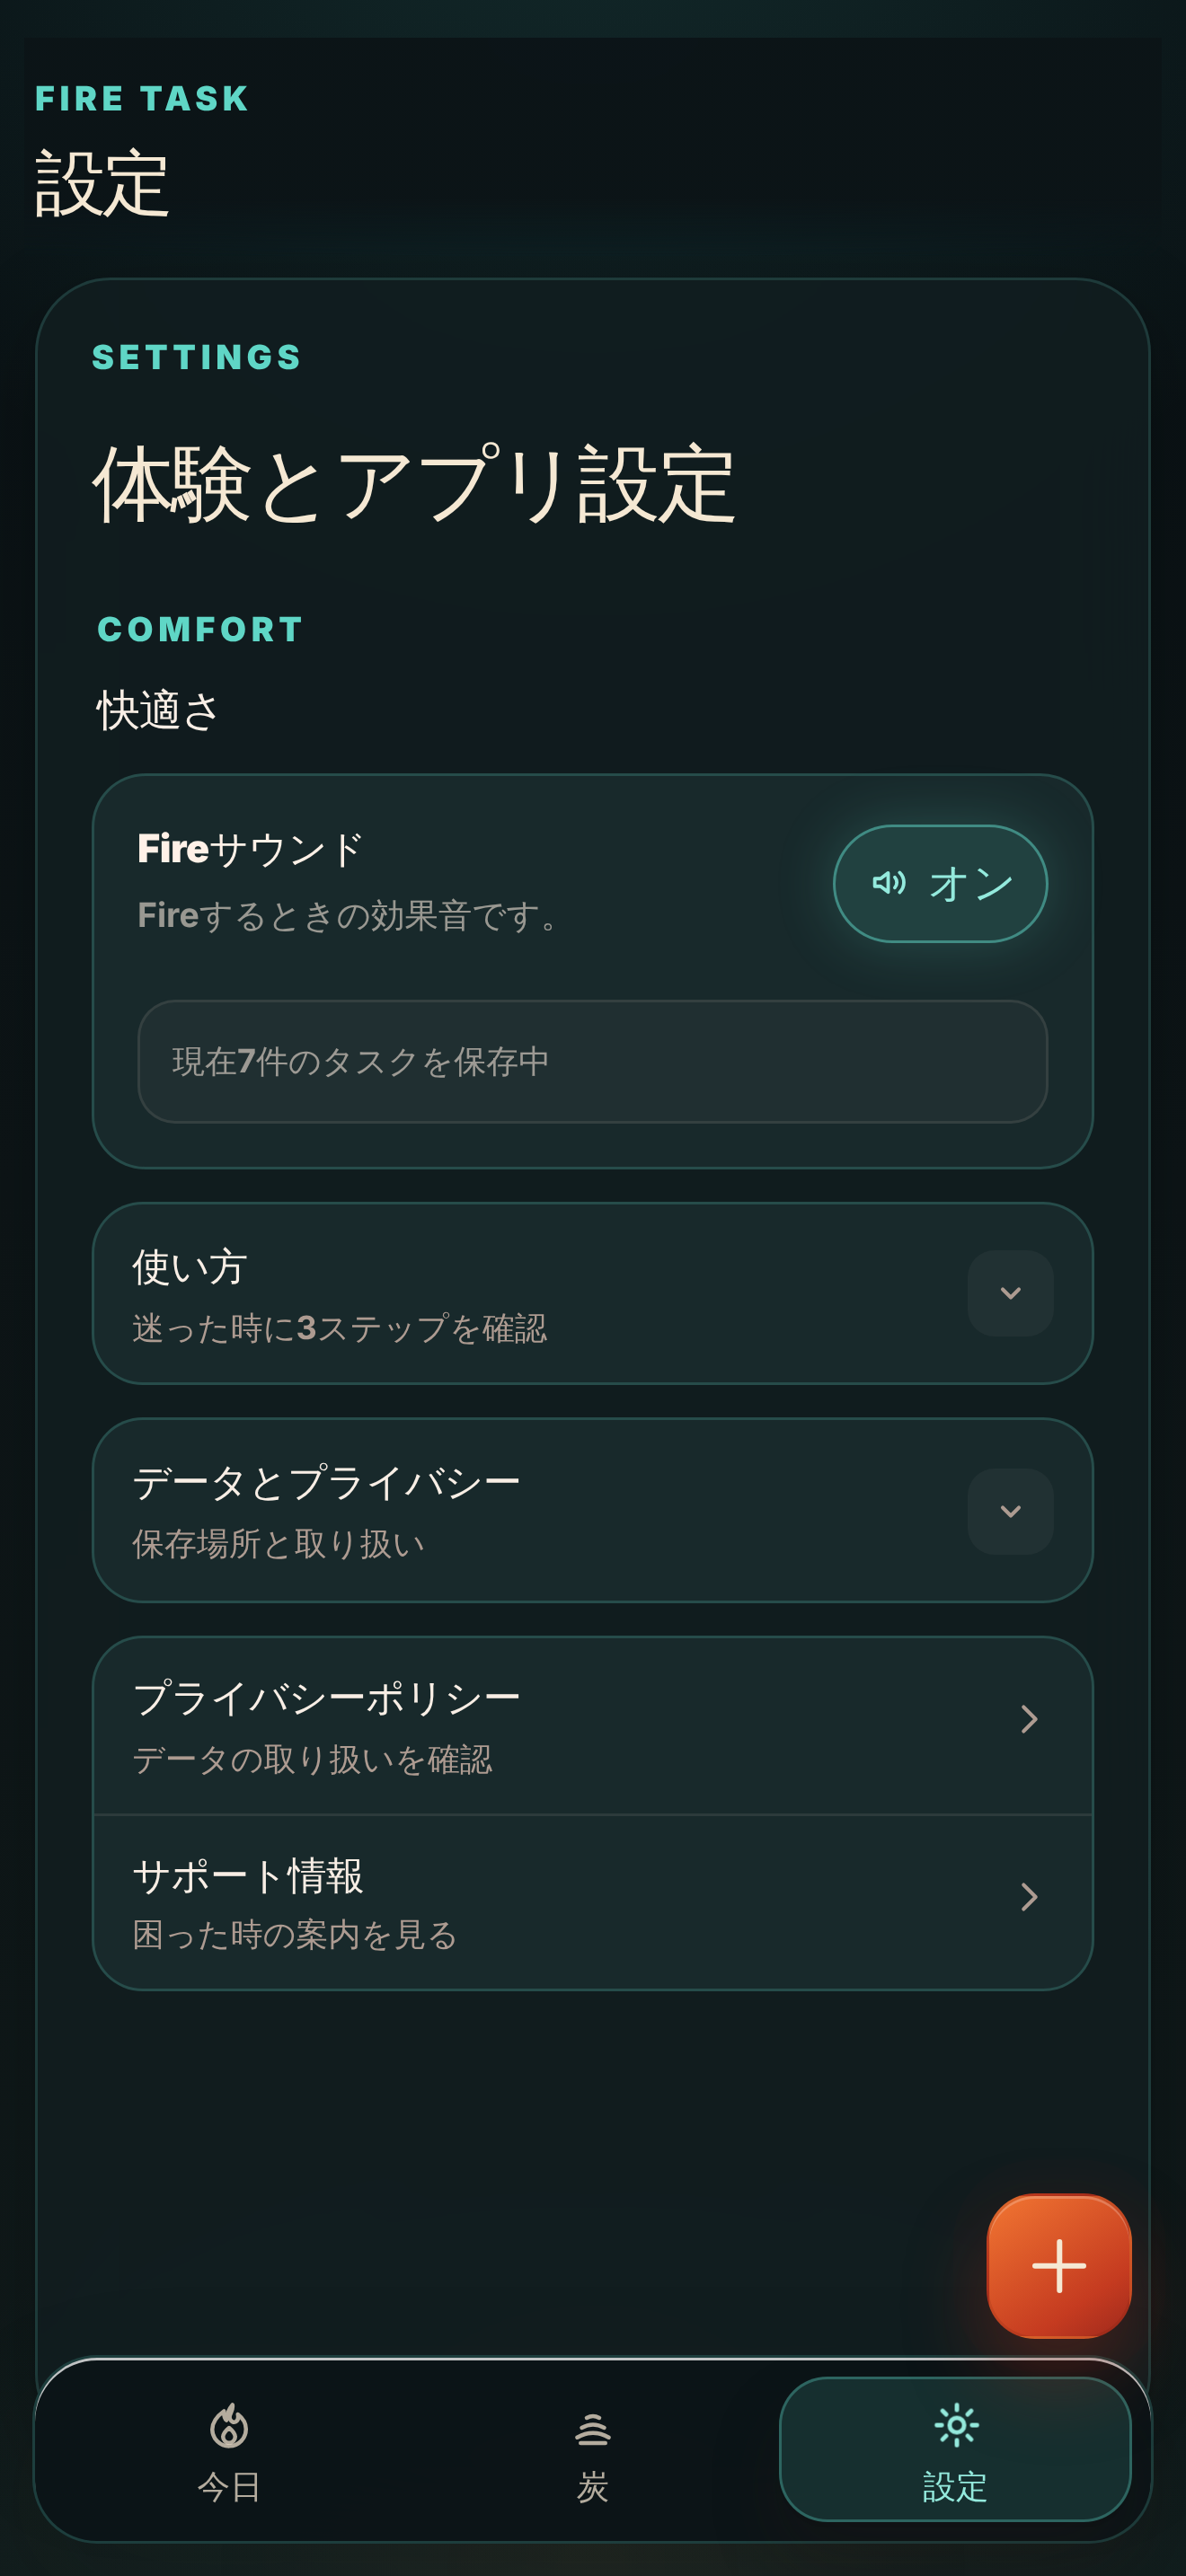 FIRE TASK
設定
SETTINGS
体験とアプリ設定
COMFORT
快適さ
Fireサウンド
Fireするときの効果音です。
オン
現在7件のタスクを保存中
使い方
迷った時に3ステップを確認
データとプライバシー
保存場所と取り扱い
プライバシーポリシー
データの取り扱いを確認
サポート情報
困った時の案内を見る
今日
炭
設定